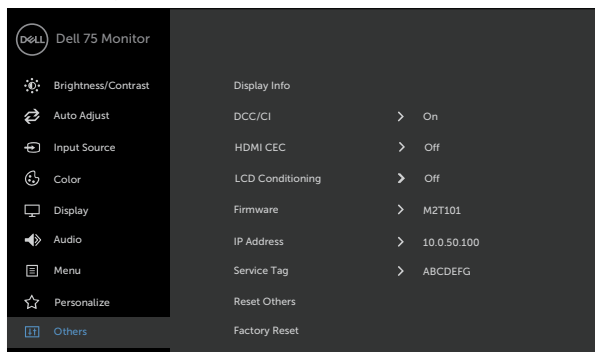 DELL Dell 75 Monitor
Brightness/Contrast Display Info
Auto Adjust DCC/CI > On
Input Source HDMI CEC > Off
Color LCD Conditioning > Off
Display Firmware > M2T101
Audio IP Address > 10.0.50.100
Menu Service Tag > ABCDEFG
Personalize Reset Others
Others Factory Reset